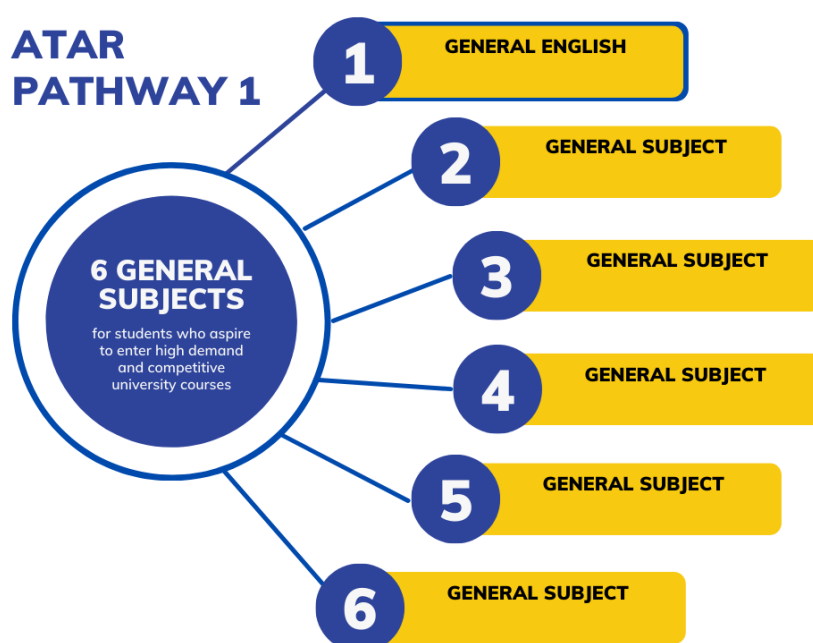 ATAR
PATHWAY 1
1
GENERAL ENGLISH
2
GENERAL SUBJECT
6 GENERAL
SUBJECTS
for students who aspire
to enter high demand
and competitive
university courses
3
GENERAL SUBJECT
4
GENERAL SUBJECT
5
GENERAL SUBJECT
6
GENERAL SUBJECT